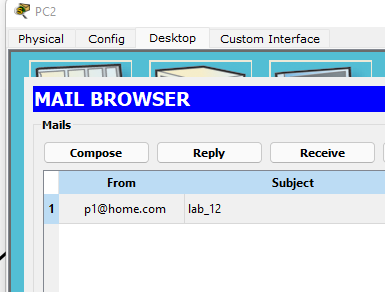 PC2
Physical Config Desktop Custom Interface
MAIL BROWSER
Mails
Compose Reply Receive
From Subject
1 p1@home.com lab_12